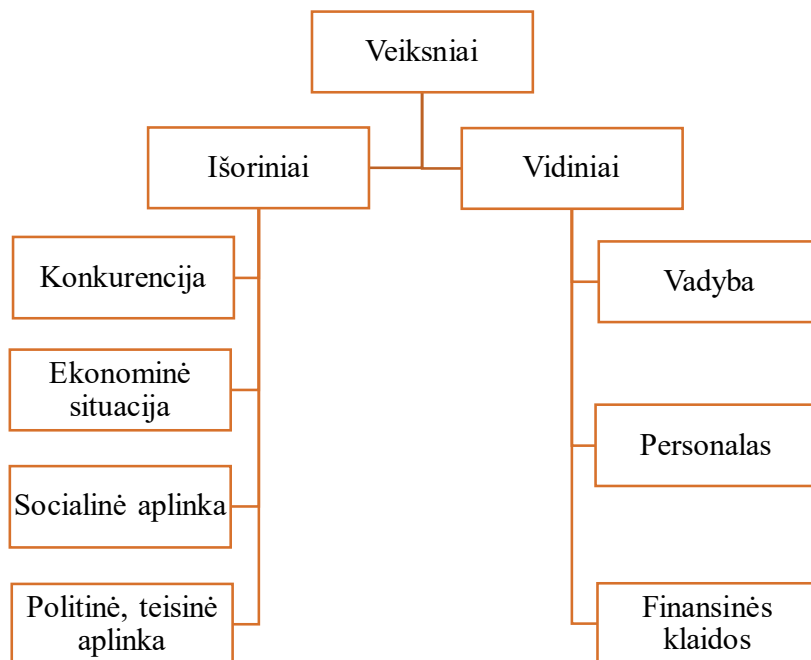 Veiksniai
Išoriniai
Vidiniai
Konkurencija
Ekonominė
situacija
Socialinė aplinka
Politinė, teisinė
aplinka
Vadyba
Personalas
Finansinės
klaidos